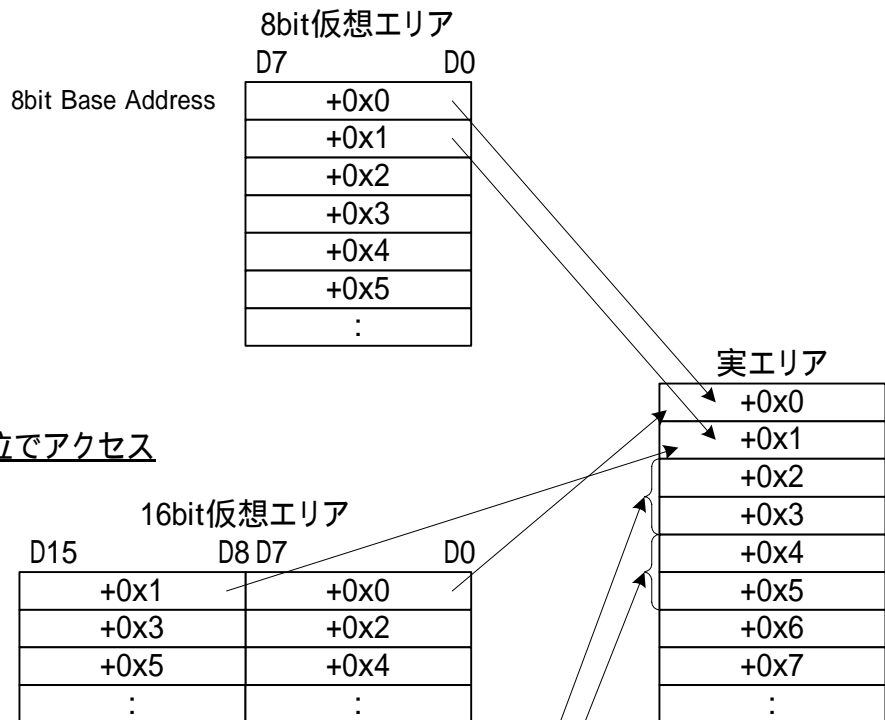 8bit仮想エリア
D7 D0
8bit Base Address
+0x0
+0x1
+0x2
+0x3
+0x4
+0x5
:
実エリア
+0x0
+0x1
+0x2
+0x3
+0x4
+0x5
+0x6
+0x7
:
でアクセス
16bit仮想エリア
D15 D8 D7 D0
+0x1 +0x0
+0x3 +0x2
+0x5 +0x4
: :